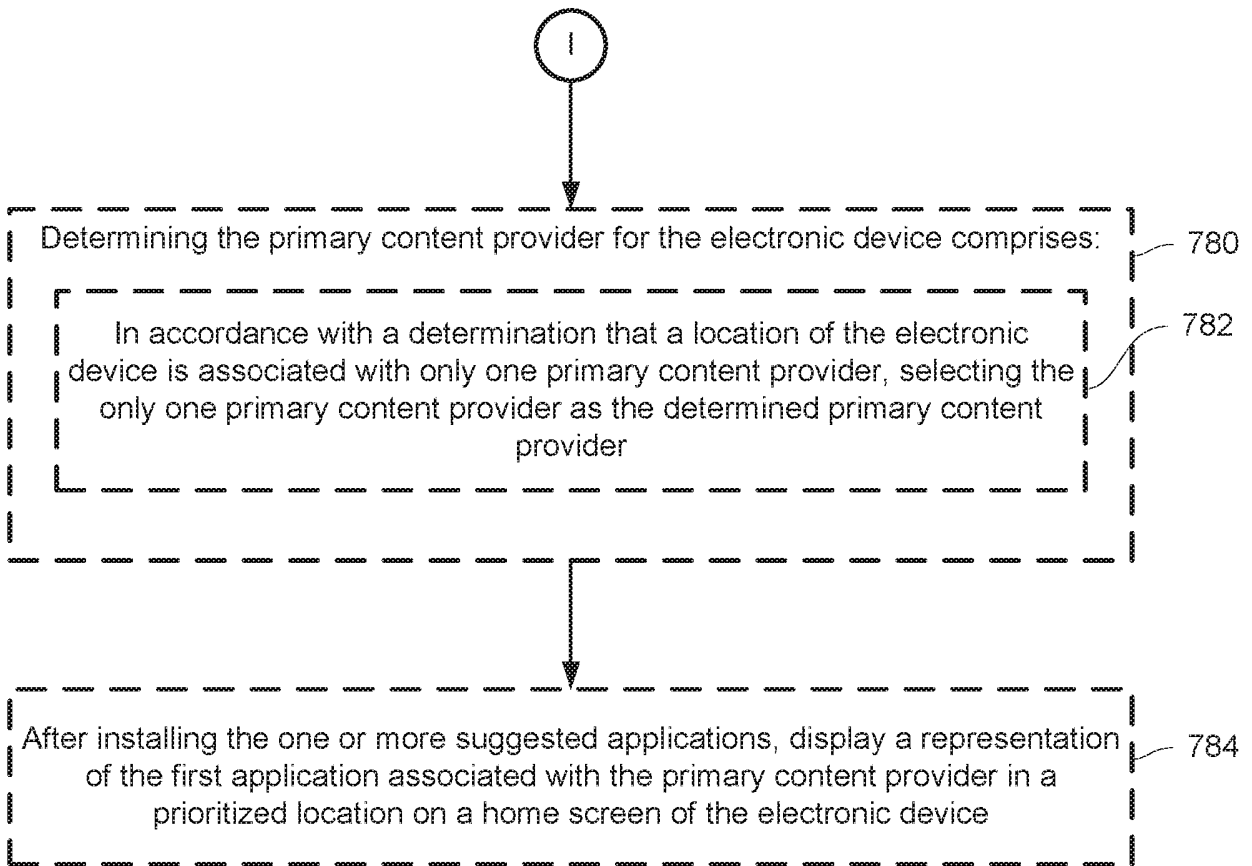 I
Determining the primary content provider for the electronic device comprises:
780
In accordance with a determination that a location of the electronic
device is associated with only one primary content provider, selecting the
only one primary content provider as the determined primary content
provider
782
After installing the one or more suggested applications, display a representation
of the first application associated with the primary content provider in a
prioritized location on a home screen of the electronic device
784